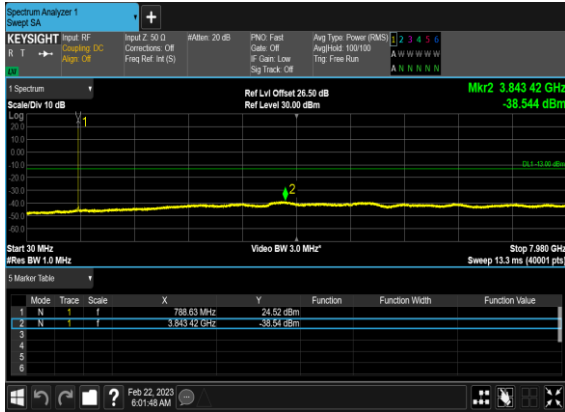 Spectrum Analyzer 1
Swept SA
+
KEYSIGHT Input: RF Input Z: 50 Ω #Atten: 20 dB PNO: Fast Avg Type: Power (RMS) 1 2 3 4 5 6
R T Coupling: DC Corrections: Off Gate: Off Avg|Hold: 100/100 A W W W W W
Align: Off Freq Ref: Int (S) IF Gain: Low Trig: Free Run
Sig Track: Off A N N N N N
1 Spectrum
Ref Lvl Offset 26.50 dB Mkr2 3.843 42 GHz
Scale/Div 10 dB Ref Level 30.00 dBm -38.544 dBm
Log
20.0
1
10.0
0.00
-10.0 DL1 -13.00 dBm
-20.0
-30.0
2
-40.0
-50.0
-60.0
Start 30 MHz Video BW 3.0 MHz* Stop 7.980 GHz
#Res BW 1.0 MHz Sweep 13.3 ms (40001 pts)
5 Marker Table
Mode Trace Scale X Y Function Function Width Function Value
1 N 1 f 788.63 MHz 24.52 dBm
2 N 1 f 3.843 42 GHz -38.54 dBm
3
4
5
6
? Feb 22, 2023
6:01:48 AM